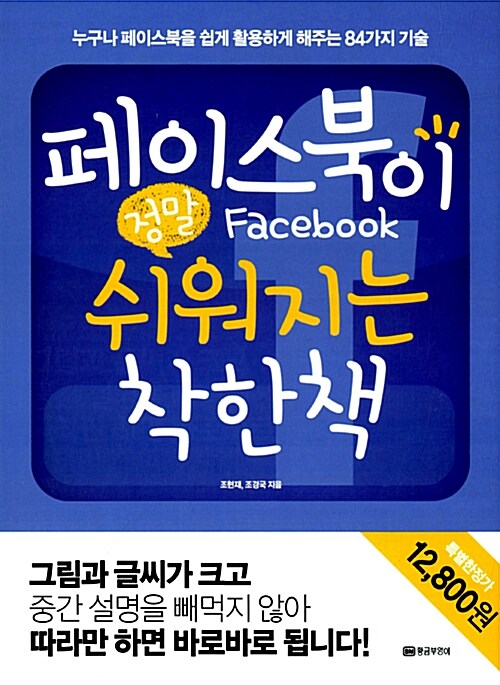 누구나 페이스북을 쉽게 활용하게 해주는 84가지 기술
페이스북이
정말
Facebook
쉬워지는
착한책
조현재, 조경국 지음
특별한정가
12,800원
그림과 글씨가 크고
중간 설명을 빼먹지 않아
따라만 하면 바로바로 됩니다!
BM 황금부엉이